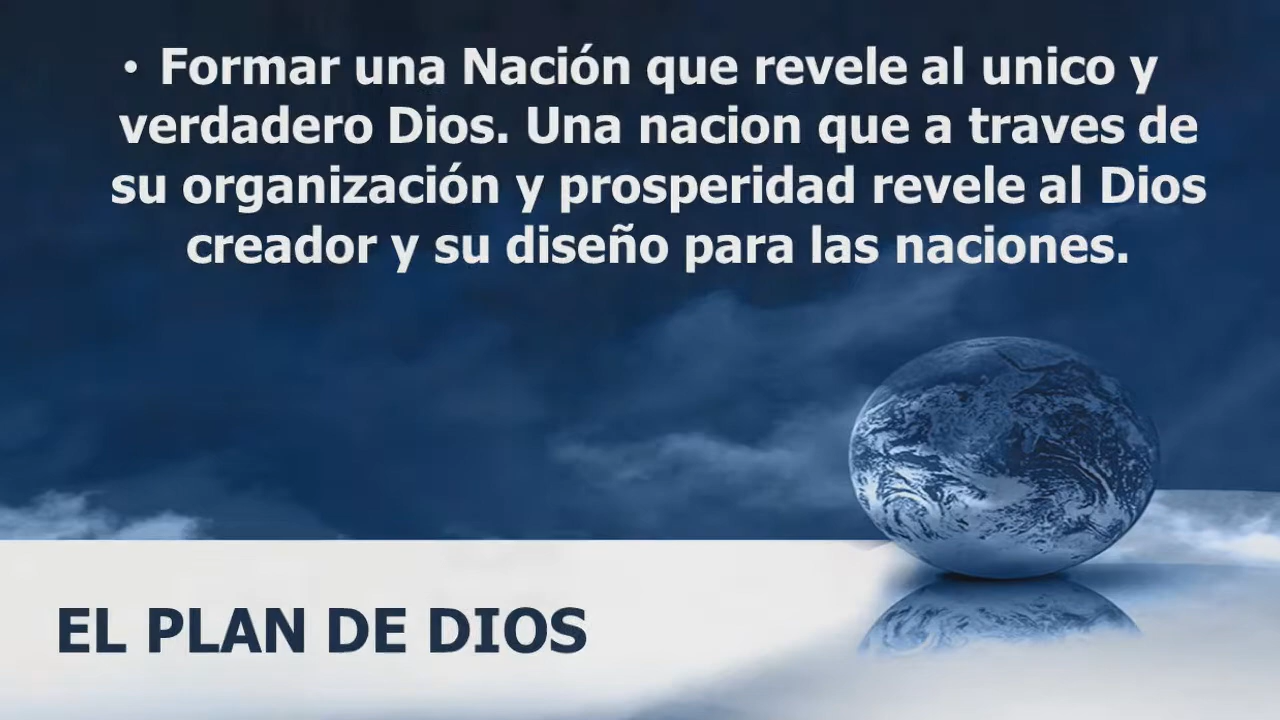 • Formar una Nación que revele al unico y
verdadero Dios. Una nacion que a traves de
su organización y prosperidad revele al Dios
creador y su diseño para las naciones.
EL PLAN DE DIOS